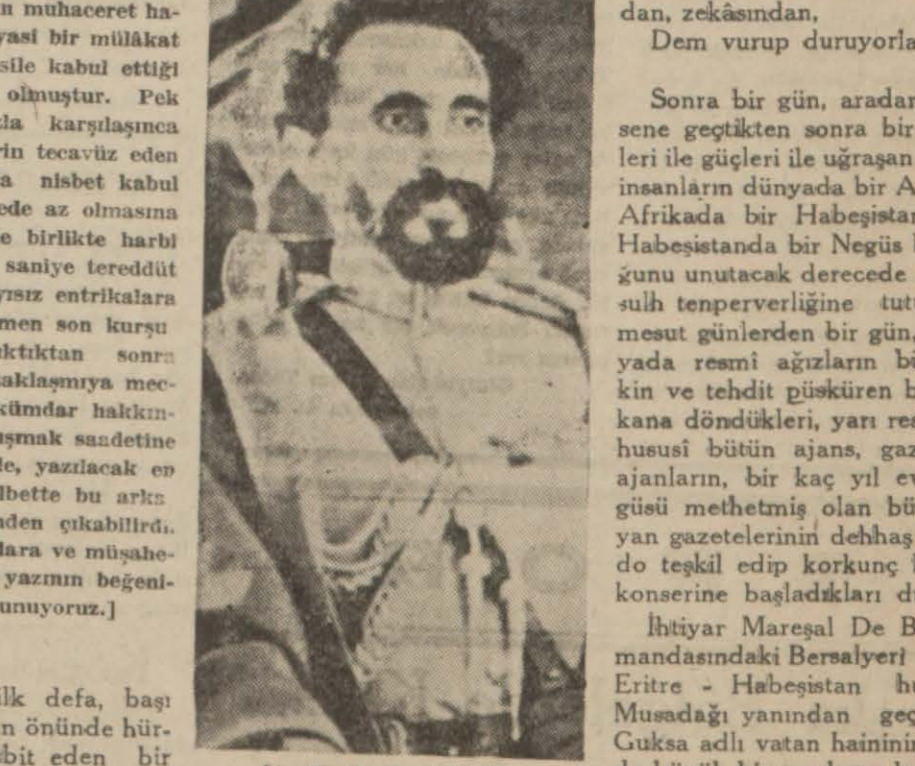 muhaceret ha-
yasi bir mülâkat
sile kabul ettiği
olmuştur. Pek
karşılaşınca
tecavüz eden
nisbet kabul
ede az olmasına
birlikte harbi
saniye tereddüt
entrikalara
men son kurşu
ktıktan sonra
aklaşmıya mec-
kümdar hakkın-
ışmak saadetine
yazılacak en
lbette bu arka
nden çıkabilirdi.
lara ve müşahe-
yazının beğeni-
unuyoruz.]
ilk defa, başı
n önünde hür-
bit eden bir
dan, zekâsından,
Dem vurup duruyorla
Sonra bir gün, aradan
sene geçtikten sonra bir
leri ile güçleri ile uğraşan
insanların dünyada bir A
Afrikada bir Habeşistan
Habeşistanda bir Negüs
ğunu unutacak derecede
sulh tenperverliğine tut
mesut günlerden bir gün,
yada resmî ağızların b
kin ve tehdit püsküren b
kana döndükleri, yarı res
hususî bütün ajans, gaz
ajanların, bir kaç yıl ev
güsü methetmiş olan bü
yan gazetelerinin dehhaş
do teşkil edip korkunç
konserine başladıkları d
İhtiyar Mareşal De B
mandasındaki Bersalyeri
Eritre - Habeşistan hu
Musadağı yanından geç
Guksa adlı vatan haininin